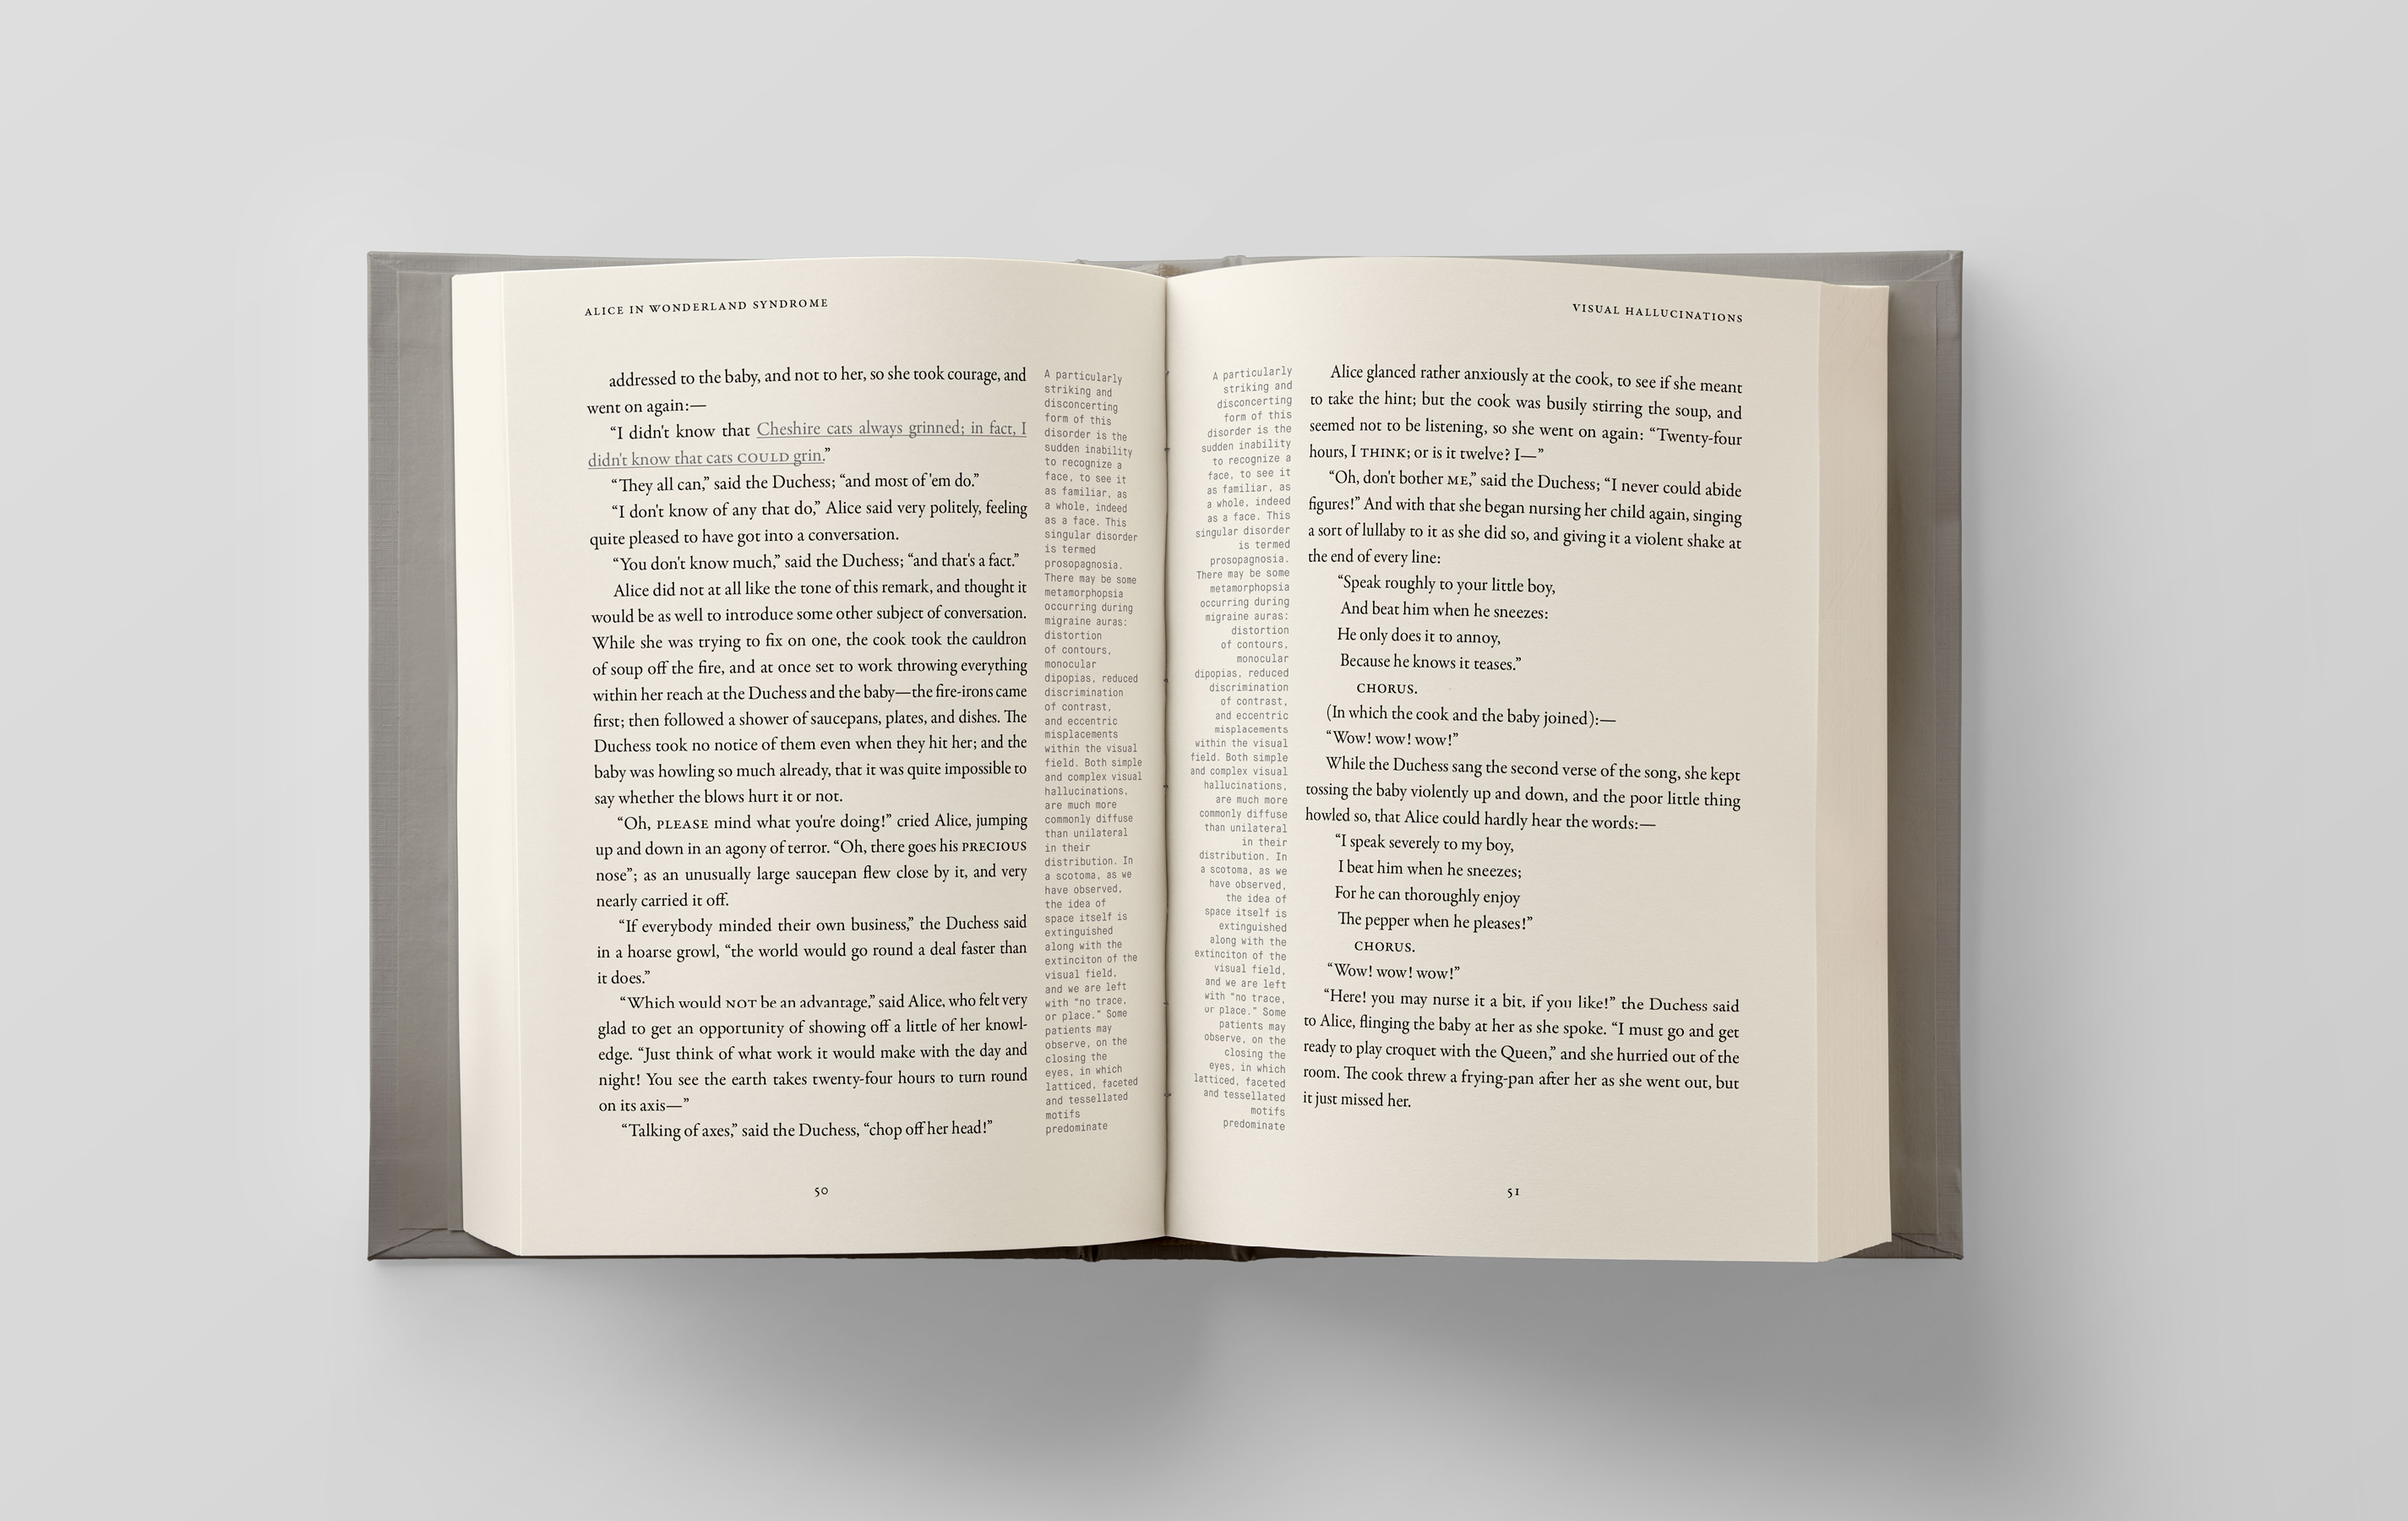 ALICE IN WONDERLAND SYNDROME
addressed to the baby, and not to her, so she took courage, and
went on again:—
“I didn't know that Cheshire cats always grinned; in fact, I
didn't know that cats COULD grin.”
“They all can,” said the Duchess; “and most of 'em do.”
“I don't know of any that do,” Alice said very politely, feeling
quite pleased to have got into a conversation.
“You don't know much,” said the Duchess; “and that's a fact.”
Alice did not at all like the tone of this remark, and thought it
would be as well to introduce some other subject of conversation.
While she was trying to fix on one, the cook took the cauldron
of soup off the fire, and at once set to work throwing everything
within her reach at the Duchess and the baby—the fire-irons came
first; then followed a shower of saucepans, plates, and dishes. The
Duchess took no notice of them even when they hit her; and the
baby was howling so much already, that it was quite impossible to
say whether the blows hurt it or not.
“Oh, PLEASE mind what you're doing!” cried Alice, jumping
up and down in an agony of terror. “Oh, there goes his PRECIOUS
nose”; as an unusually large saucepan flew close by it, and very
nearly carried it off.
“If everybody minded their own business,” the Duchess said
in a hoarse growl, “the world would go round a deal faster than
it does.”
“Which would NOT be an advantage,” said Alice, who felt very
glad to get an opportunity of showing off a little of her knowl-
edge. “Just think of what work it would make with the day and
night! You see the earth takes twenty-four hours to turn round
on its axis—”
“Talking of axes,” said the Duchess, “chop off her head!”
A particularly
striking and
disconcerting
form of this
disorder is the
sudden inability
to recognize a
face, to see it
as familiar, as
a whole, indeed
as a face. This
singular disorder
is termed
prosopagnosia.
There may be some
metamorphopsia
occurring during
migraine auras:
distortion
of contours,
monocular
dipopias, reduced
discrimination
of contrast,
and eccentric
misplacements
within the visual
field. Both simple
and complex visual
hallucinations,
are much more
commonly diffuse
than unilateral
in their
distribution. In
a scotoma, as we
have observed,
the idea of
space itself is
extinguished
along with the
extinciton of the
visual field,
and we are left
with "no trace,
or place." Some
patients may
observe, on the
closing the
eyes, in which
latticed, faceted
and tessellated
motifs
predominate
50
VISUAL HALLUCINATIONS
A particularly
striking and
disconcerting
form of this
disorder is the
sudden inability
to recognize a
face, to see it
as familiar, as
a whole, indeed
as a face. This
singular disorder
is termed
prosopagnosia.
There may be some
metamorphopsia
occurring during
migraine auras:
distortion
of contours,
monocular
dipopias, reduced
discrimination
of contrast,
and eccentric
misplacements
within the visual
field. Both simple
and complex visual
hallucinations,
are much more
commonly diffuse
than unilateral
in their
distribution. In
a scotoma, as we
have observed,
the idea of
space itself is
extinguished
along with the
extinciton of the
visual field,
and we are left
with "no trace,
or place." Some
patients may
observe, on the
closing the
eyes, in which
latticed, faceted
and tessellated
motifs
predominate
Alice glanced rather anxiously at the cook, to see if she meant
to take the hint; but the cook was busily stirring the soup, and
seemed not to be listening, so she went on again: “Twenty-four
hours, I THINK; or is it twelve? I—”
“Oh, don't bother ME,” said the Duchess; “I never could abide
figures!” And with that she began nursing her child again, singing
a sort of lullaby to it as she did so, and giving it a violent shake at
the end of every line:
“Speak roughly to your little boy,
And beat him when he sneezes:
He only does it to annoy,
Because he knows it teases.”
CHORUS.
(In which the cook and the baby joined):—
“Wow! wow! wow!”
While the Duchess sang the second verse of the song, she kept
tossing the baby violently up and down, and the poor little thing
howled so, that Alice could hardly hear the words:—
“I speak severely to my boy,
I beat him when he sneezes;
For he can thoroughly enjoy
The pepper when he pleases!”
CHORUS.
“Wow! wow! wow!”
“Here! you may nurse it a bit, if you like!” the Duchess said
to Alice, flinging the baby at her as she spoke. “I must go and get
ready to play croquet with the Queen,” and she hurried out of the
room. The cook threw a frying-pan after her as she went out, but
it just missed her.
51